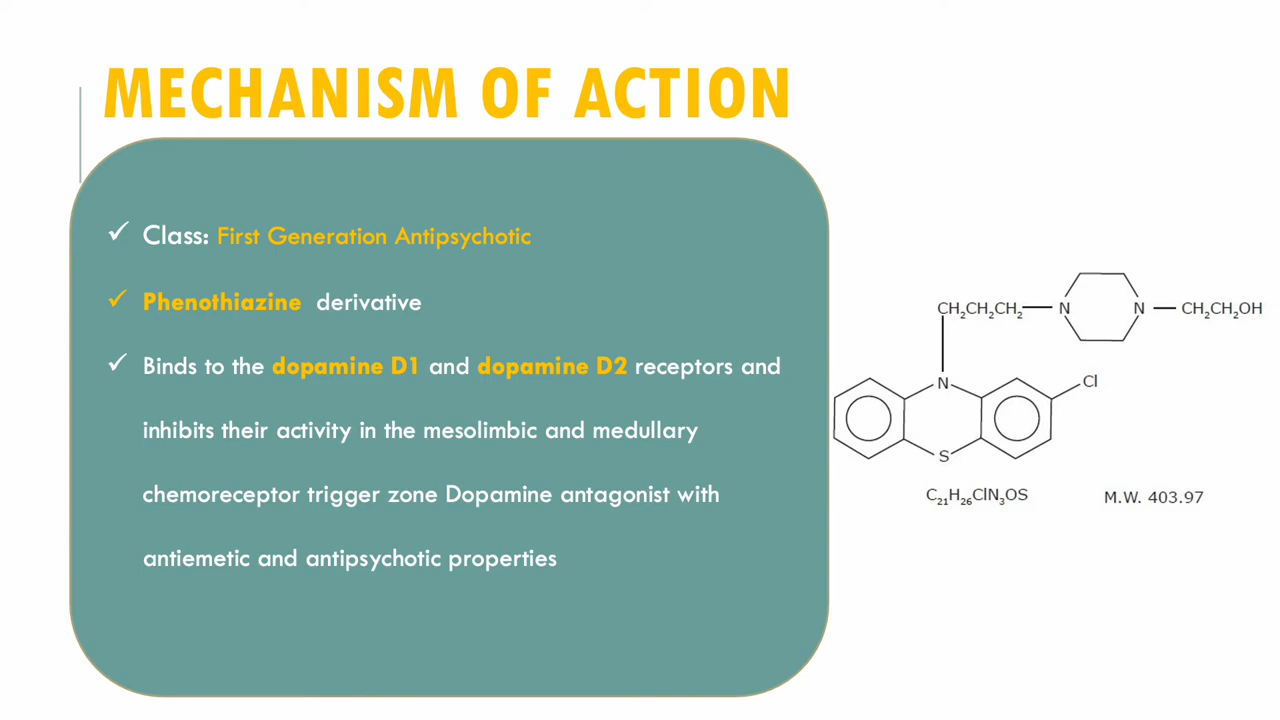 MECHANISM OF ACTION
✓ Class: First Generation Antipsychotic
✓ Phenothiazine derivative
✓ Binds to the dopamine D1 and dopamine D2 receptors and
inhibits their activity in the mesolimbic and medullary
chemoreceptor trigger zone Dopamine antagonist with
antiemetic and antipsychotic properties
CH₂CH₂CH₂ N N CH₂CH₂OH
N Cl
S
C₂₁H₂₆ClN₃OS M.W. 403.97